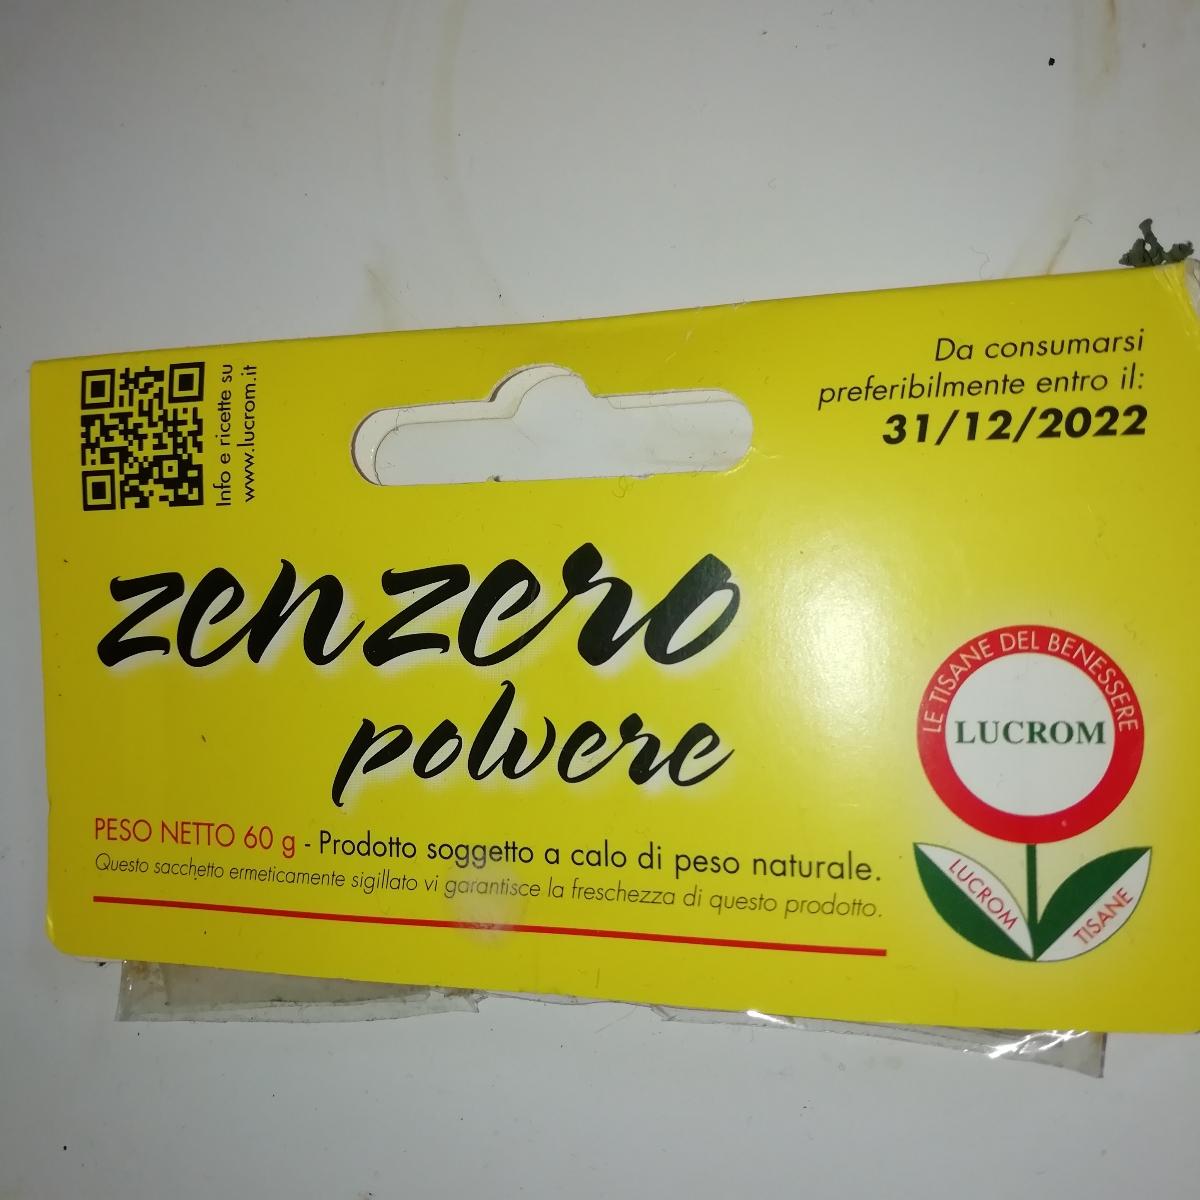 Info e ricette su
www.lucrom.it
Da consumarsi
preferibilmente entro il:
31/12/2022
zenzero
polvere
PESO NETTO 60 g - Prodotto soggetto a calo di peso naturale.
Questo sacchetto ermeticamente sigillato vi garantisce la freschezza di questo prodotto.
LE TISANE DEL BENESSERE
LUCROM
LUCROM
TISANE